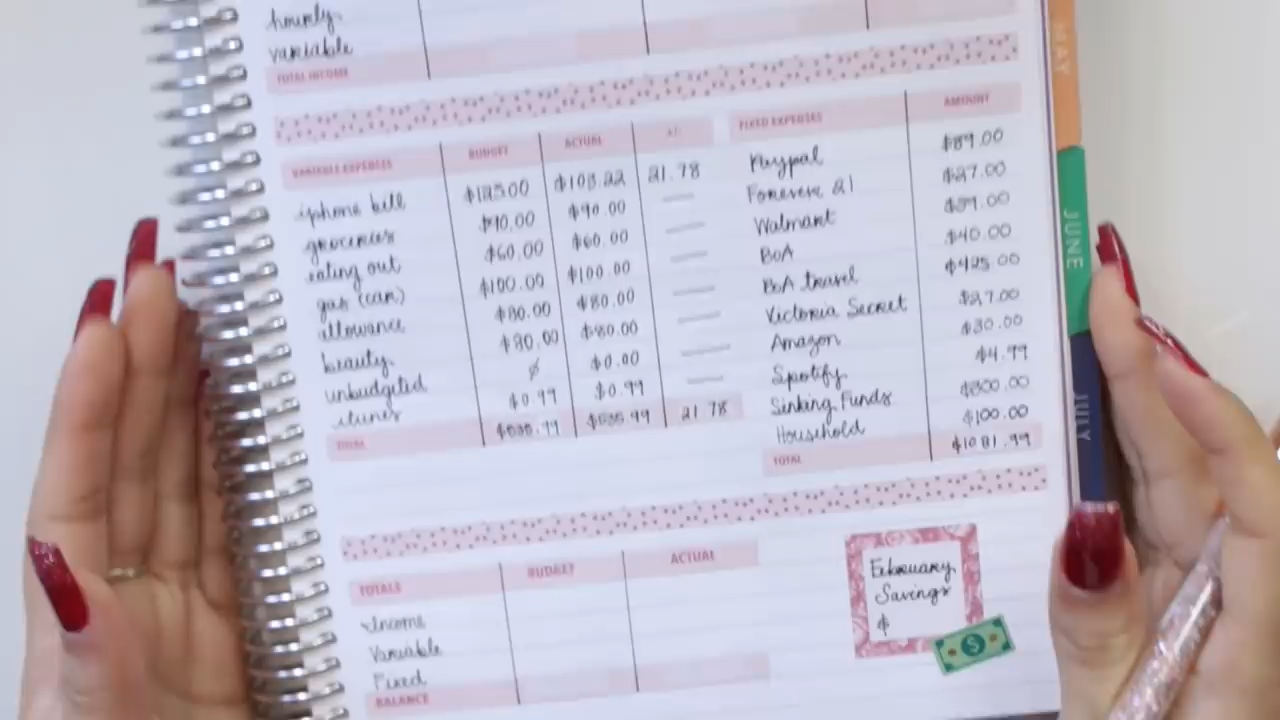 hourly
variable
TOTAL INCOME
VARIABLE EXPENSES BUDGET ACTUAL +/-
iphone bill $125.00 $103.22 21.78
groceries $90.00 $90.00 —
eating out $60.00 $60.00 —
gas (car) $100.00 $100.00 —
allowance $80.00 $80.00 —
beauty $80.00 $80.00 —
unbudgeted ∅ $0.00 —
itunes $0.99 $0.99 —
TOTAL $535.99 $535.99 21.78
FIXED EXPENSES AMOUNT
Paypal $89.00
Forever 21 $27.00
Walmart $39.00
BoA $40.00
BoA travel $425.00
Victoria Secret $27.00
Amazon $30.00
Spotify $4.99
Sinking Funds $300.00
Household $100.00
TOTAL $1081.99
TOTALS BUDGET ACTUAL
Income
Variable
Fixed
BALANCE
February
Savings
$
$
MAY
JUNE
JULY